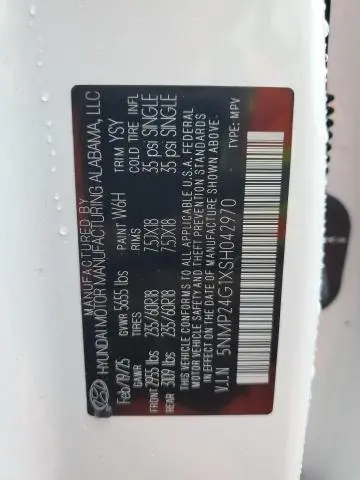 MANUFACTURED BY
HYUNDAI MOTOR MANUFACTURING ALABAMA, LLC
Feb/19/25 GVWR 5655 lbs PAINT W6H TRIM YSY
GAWR TIRES COLD TIRE INFL
FRONT 2955 lbs 235/60R18 7.5JX18 35 psi SINGLE
REAR 3109 lbs 235/60R18 7.5JX18 35 psi SINGLE
THIS VEHICLE CONFORMS TO ALL APPLICABLE U.S.A. FEDERAL
MOTOR VEHICLE SAFETY AND THEFT PREVENTION STANDARDS
IN EFFECT ON THE DATE OF MANUFACTURE SHOWN ABOVE.
V.I.N 5NMP24G1XSH042970 TYPE: MPV